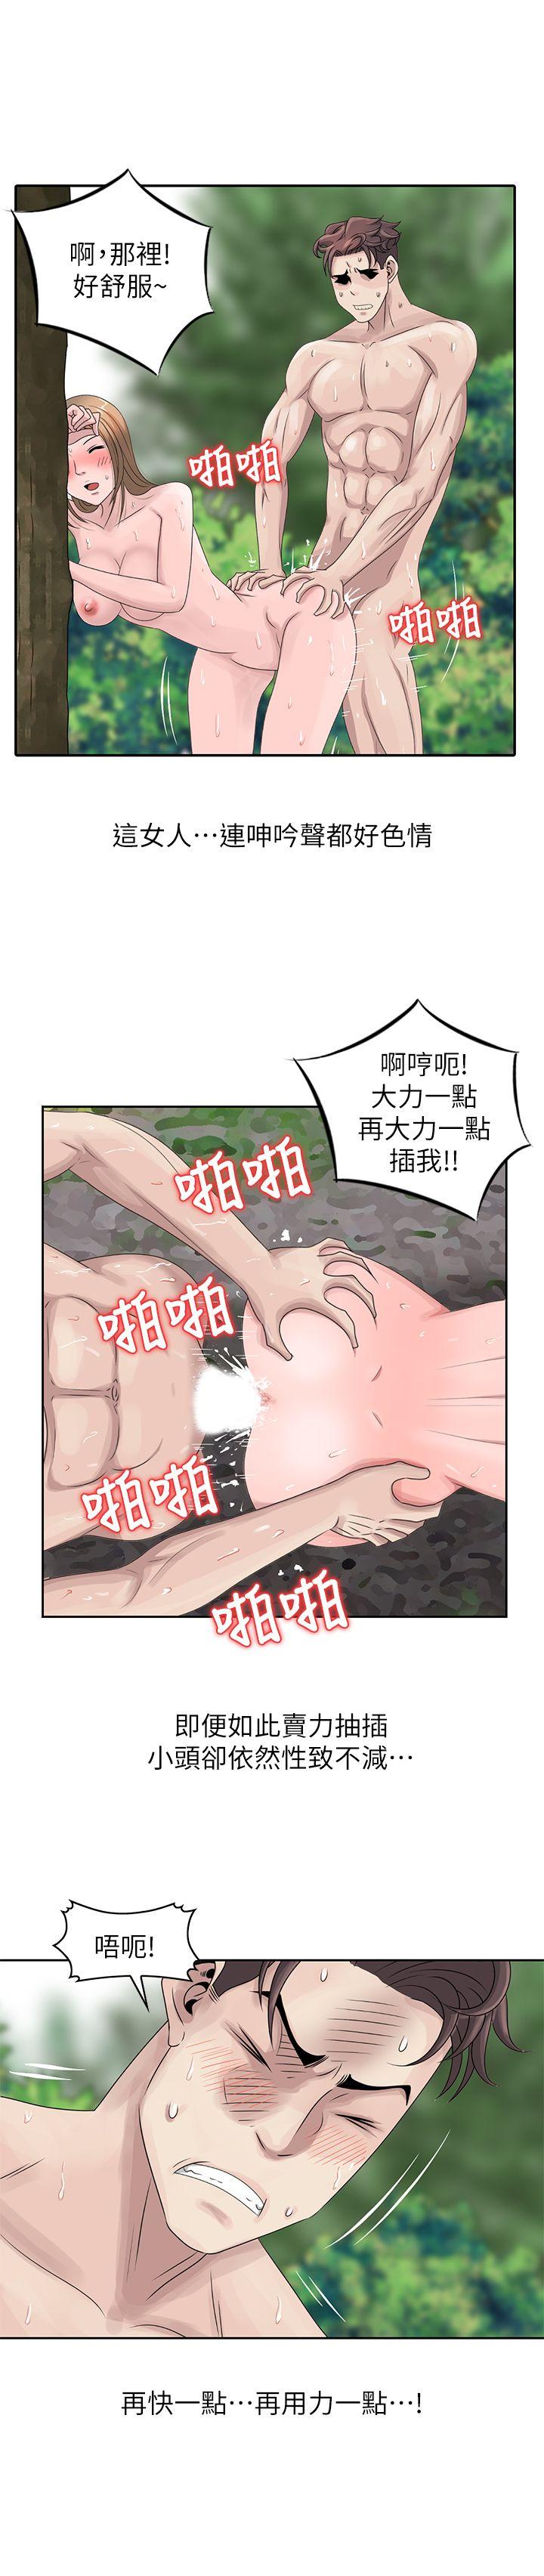 啊，那裡！
好舒服~
啪啪
啪啪
這女人…連呻吟聲都好色情
啊哼呃!
大力一點
再大力一點
插我!!
啪啪
啪啪
啪啪
啪啪
即便如此賣力抽插
小頭卻依然性致不減…
唔呃!
再快一點…再用力一點…!